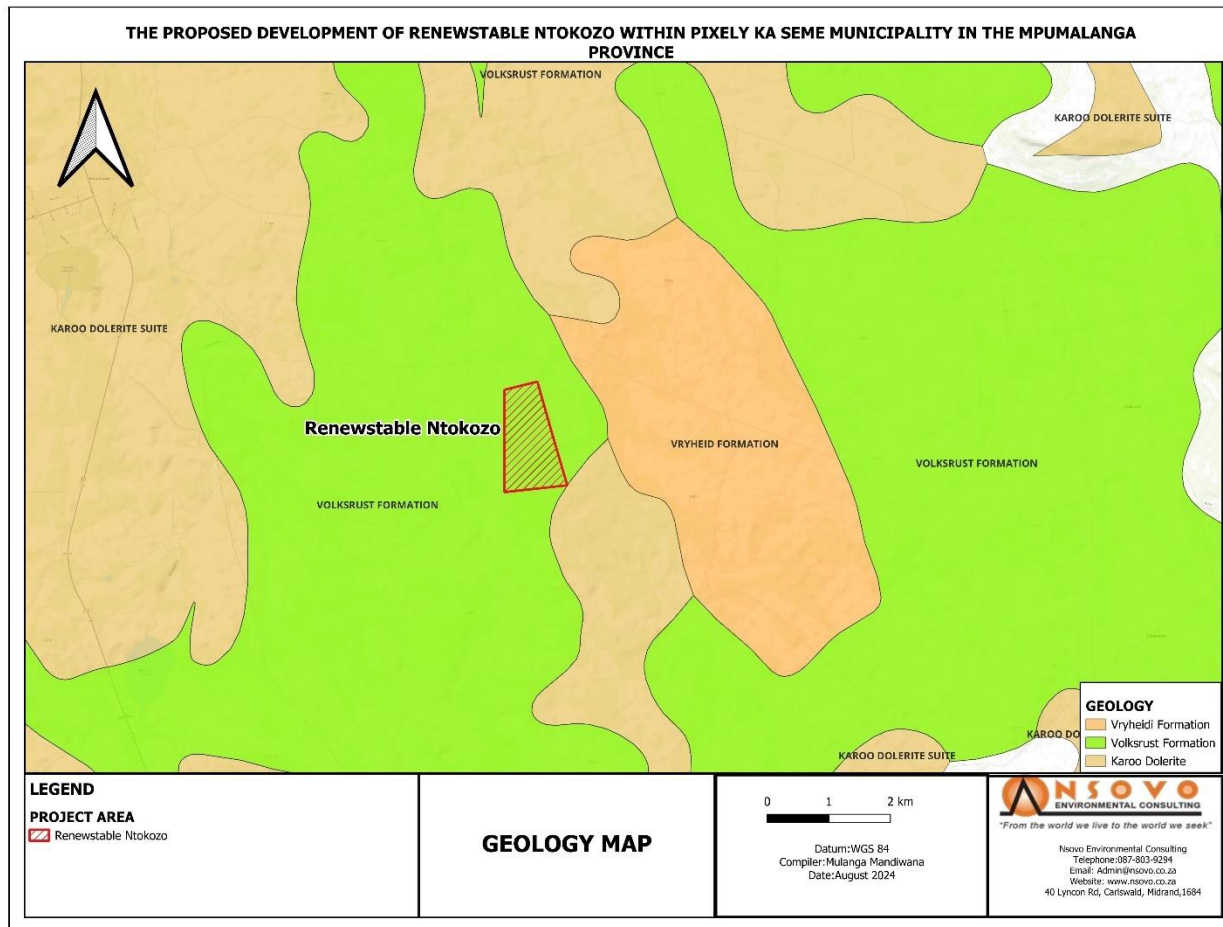 THE PROPOSED DEVELOPMENT OF RENEWSTABLE NTOKOZO WITHIN PIXELY KA SEME MUNICIPALITY IN THE MPUMALANGA
PROVINCE
VOLKSRUST FORMATION
KAROO DOLERITE SUITE
KAROO DOLERITE SUITE
Renewstable Ntokozo
VRYHEID FORMATION
VOLKSRUST FORMATION
VOLKSRUST FORMATION
KAROO DO
KAROO DOLERITE SUITE
GEOLOGY
Vryheidi Formation
Volksrust Formation
Karoo Dolerite
LEGEND
PROJECT AREA
Renewstable Ntokozo
GEOLOGY MAP
0 1 2 km
Datum:WGS 84
Compiler:Mulanga Mandiwana
Date:August 2024
NSOVO
ENVIRONMENTAL CONSULTING
"From the world we live to the world we seek"
Nsovo Environmental Consulting
Telephone:087-803-9294
Email: Admin@nsovo.co.za
Website: www.nsovo.co.za
40 Lyncon Rd, Carlswald, Midrand,1684